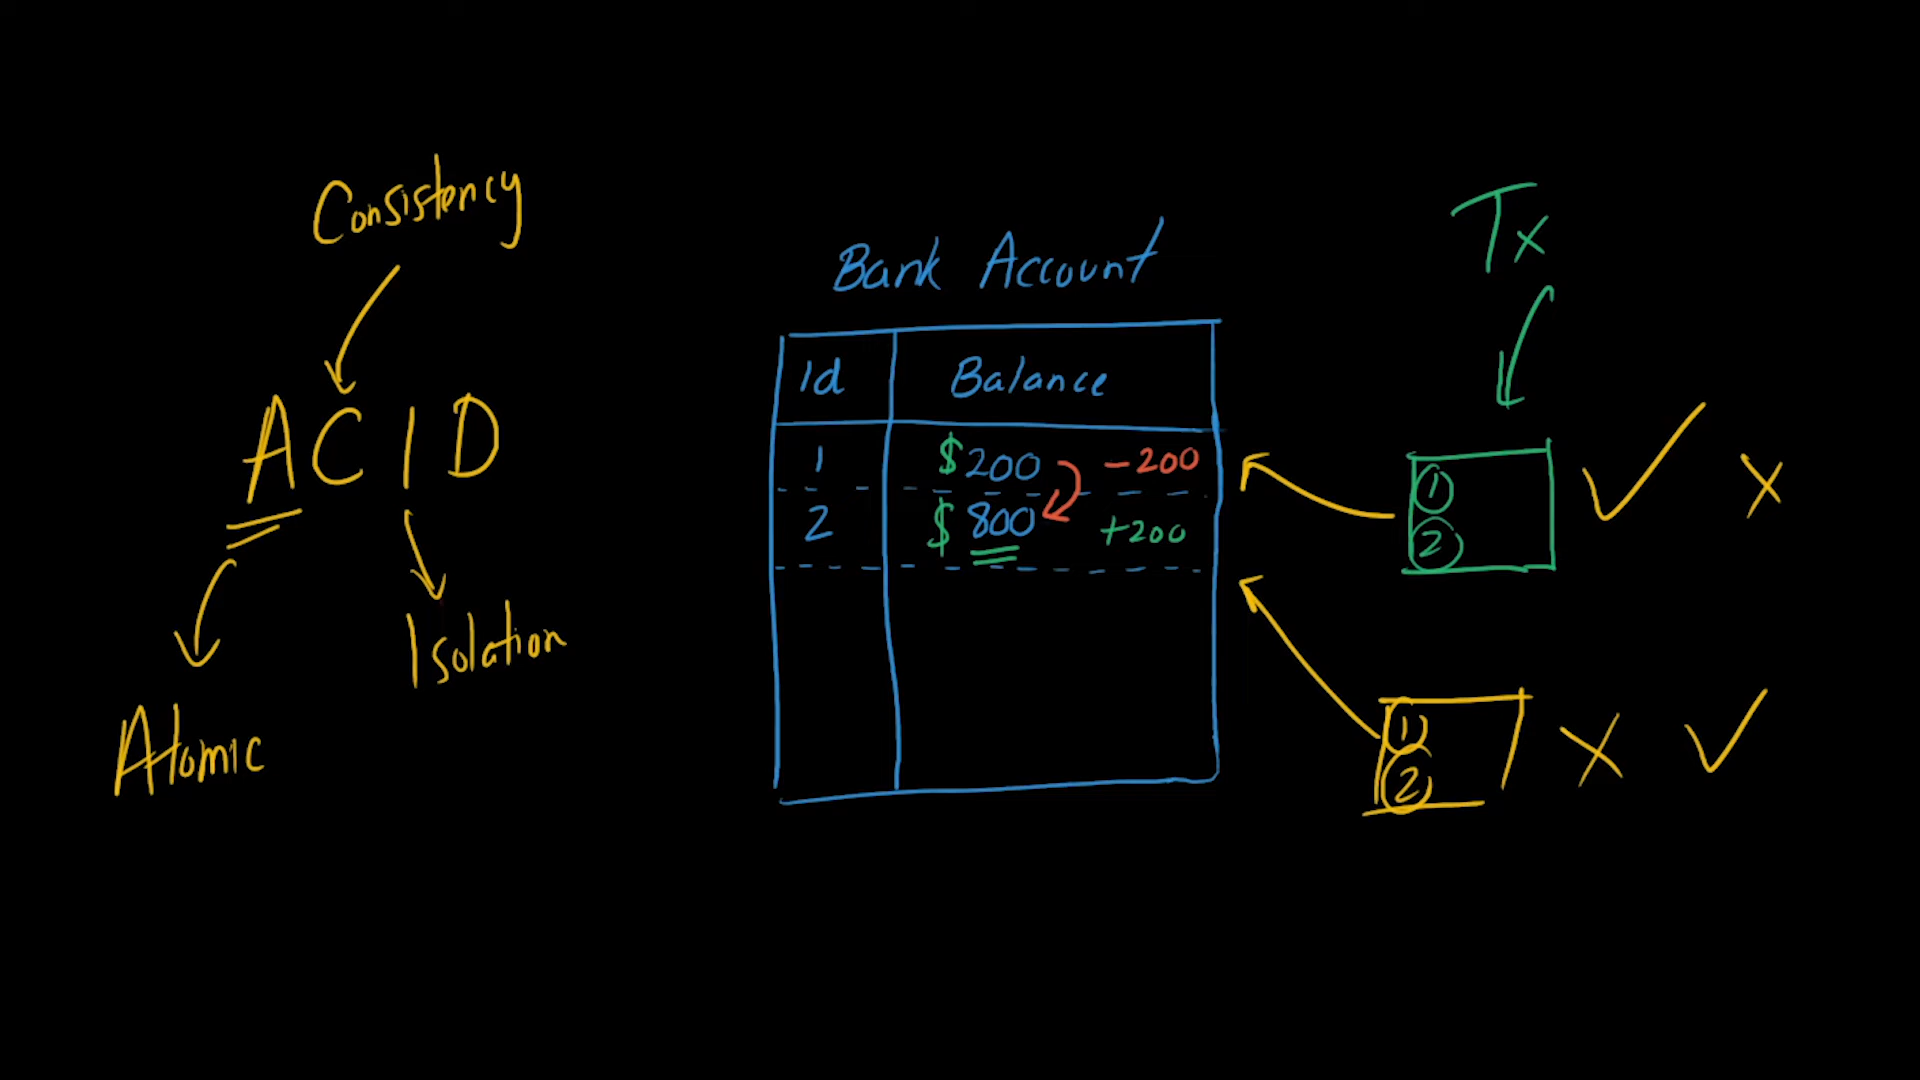 Consistency
ACID
Atomic
Isolation
Bank Account
Id Balance
1 $200 -200
2 $800 +200
Tx
1
2
1
2